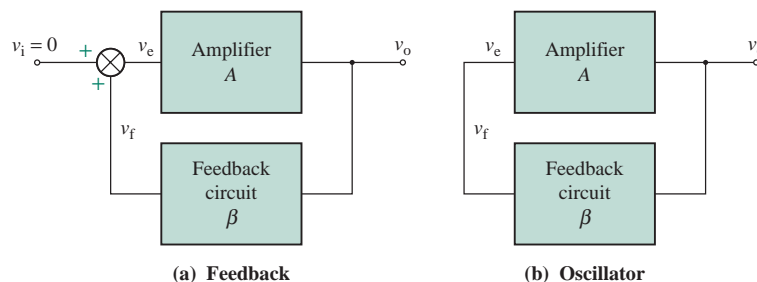 v_i = 0
+
+
v_e
Amplifier
A
v_o
v_f
Feedback
circuit
β
(a) Feedback
v_e
Amplifier
A
v
v_f
Feedback
circuit
β
(b) Oscillator